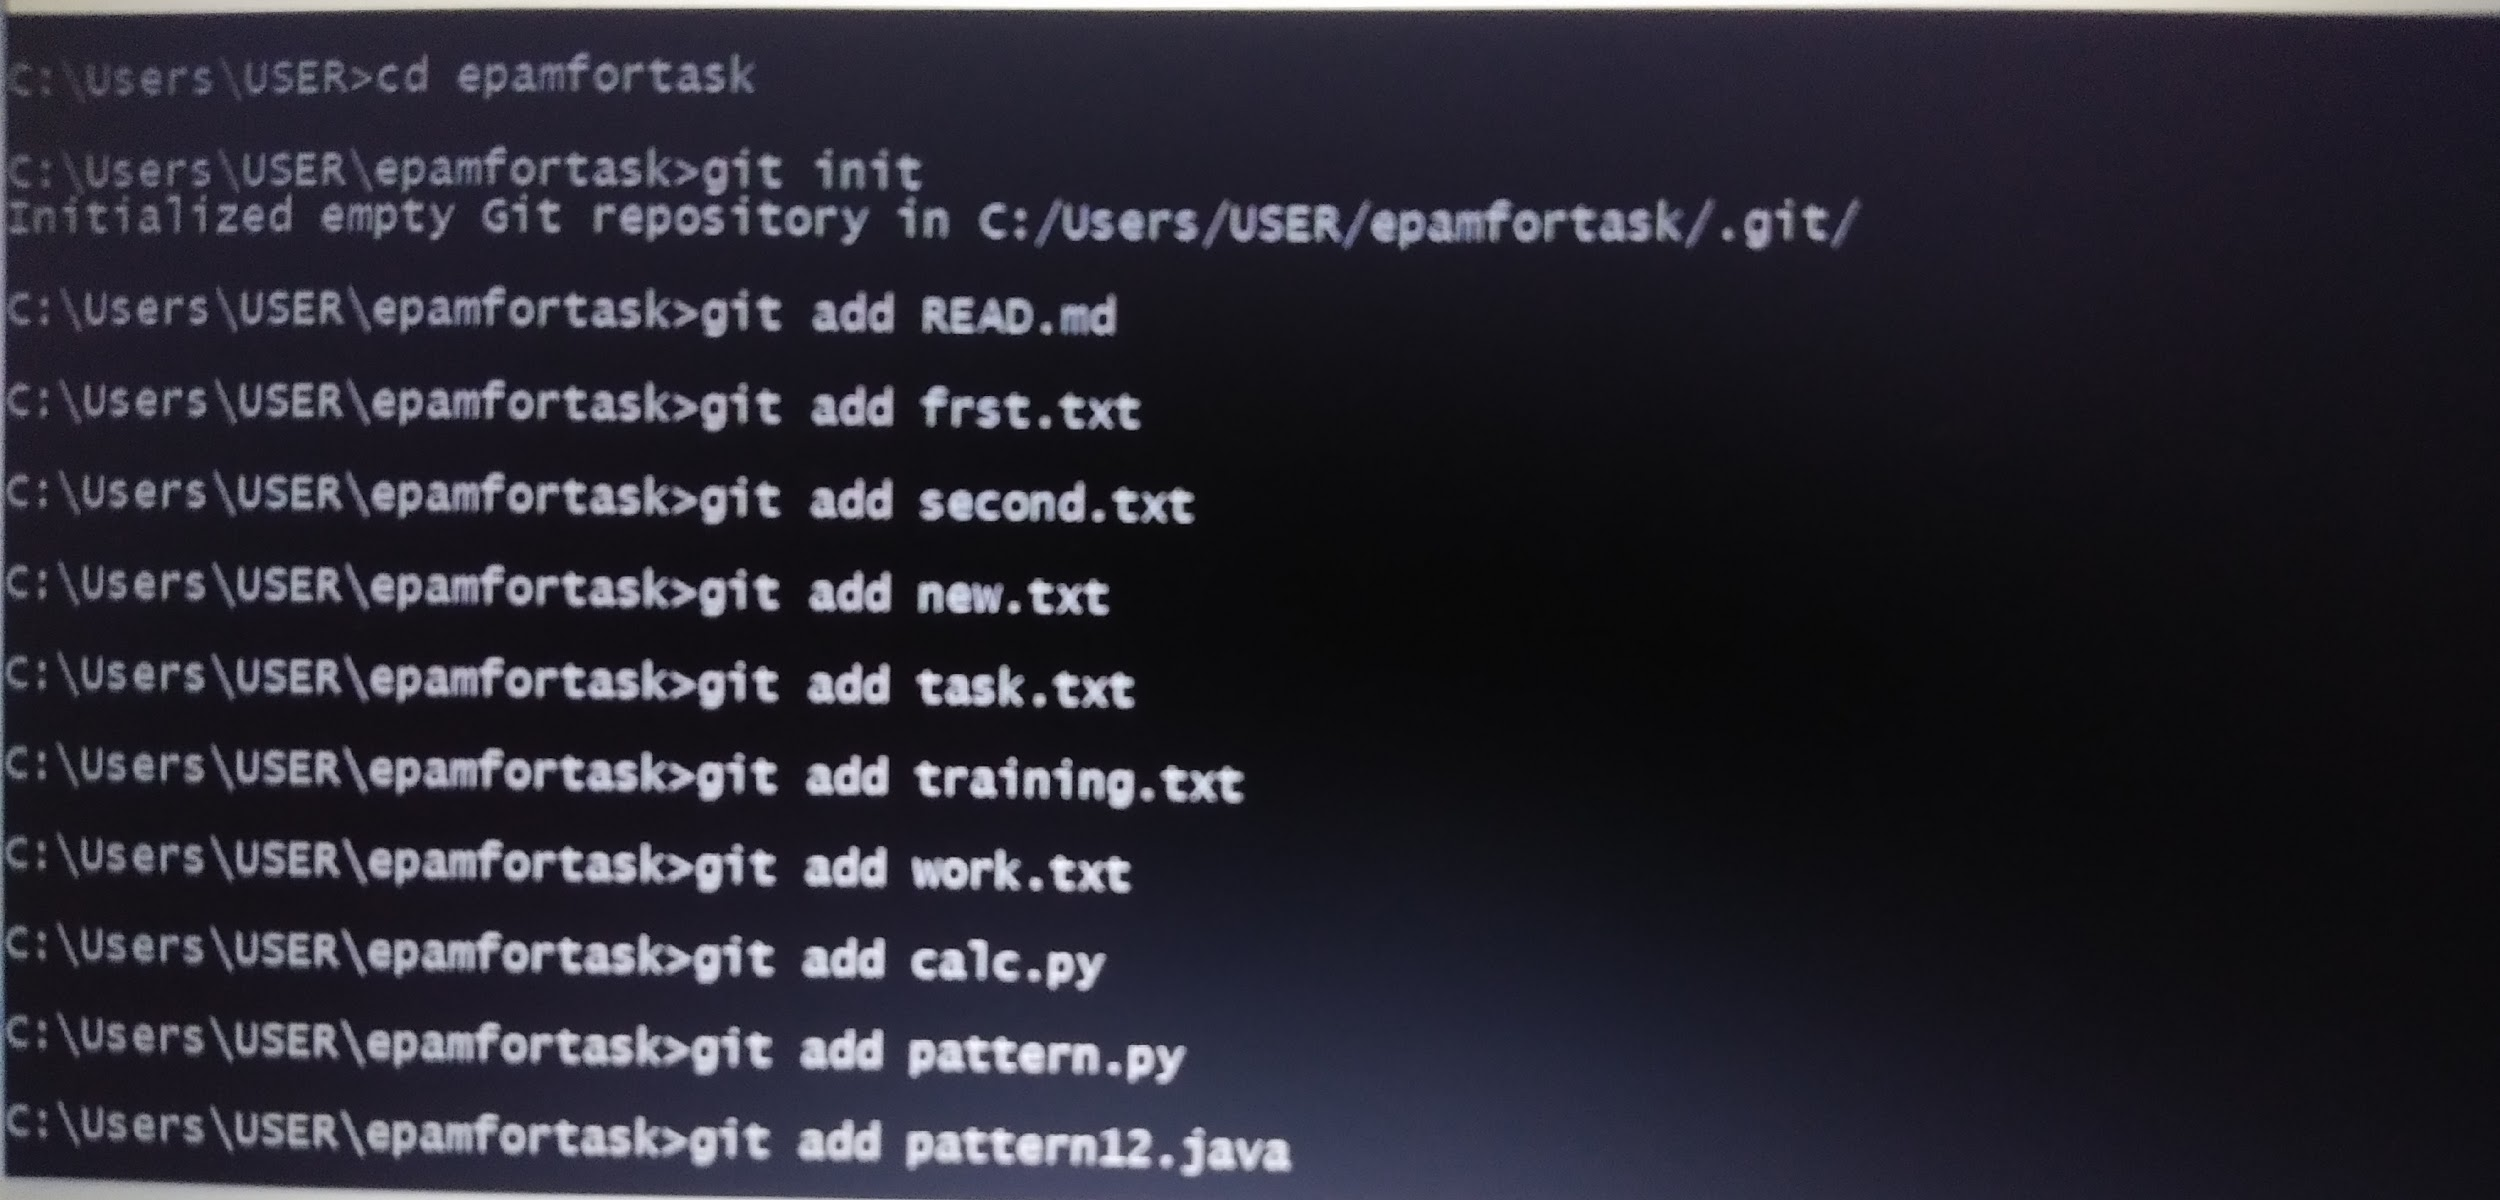 C:\Users\USER>cd epamfortask
C:\Users\USER\epamfortask>git init
Initialized empty Git repository in C:/Users/USER/epamfortask/.git/
C:\Users\USER\epamfortask>git add READ.md
C:\Users\USER\epamfortask>git add frst.txt
C:\Users\USER\epamfortask>git add second.txt
C:\Users\USER\epamfortask>git add new.txt
C:\Users\USER\epamfortask>git add task.txt
C:\Users\USER\epamfortask>git add training.txt
C:\Users\USER\epamfortask>git add work.txt
C:\Users\USER\epamfortask>git add calc.py
C:\Users\USER\epamfortask>git add pattern.py
C:\Users\USER\epamfortask>git add pattern12.java